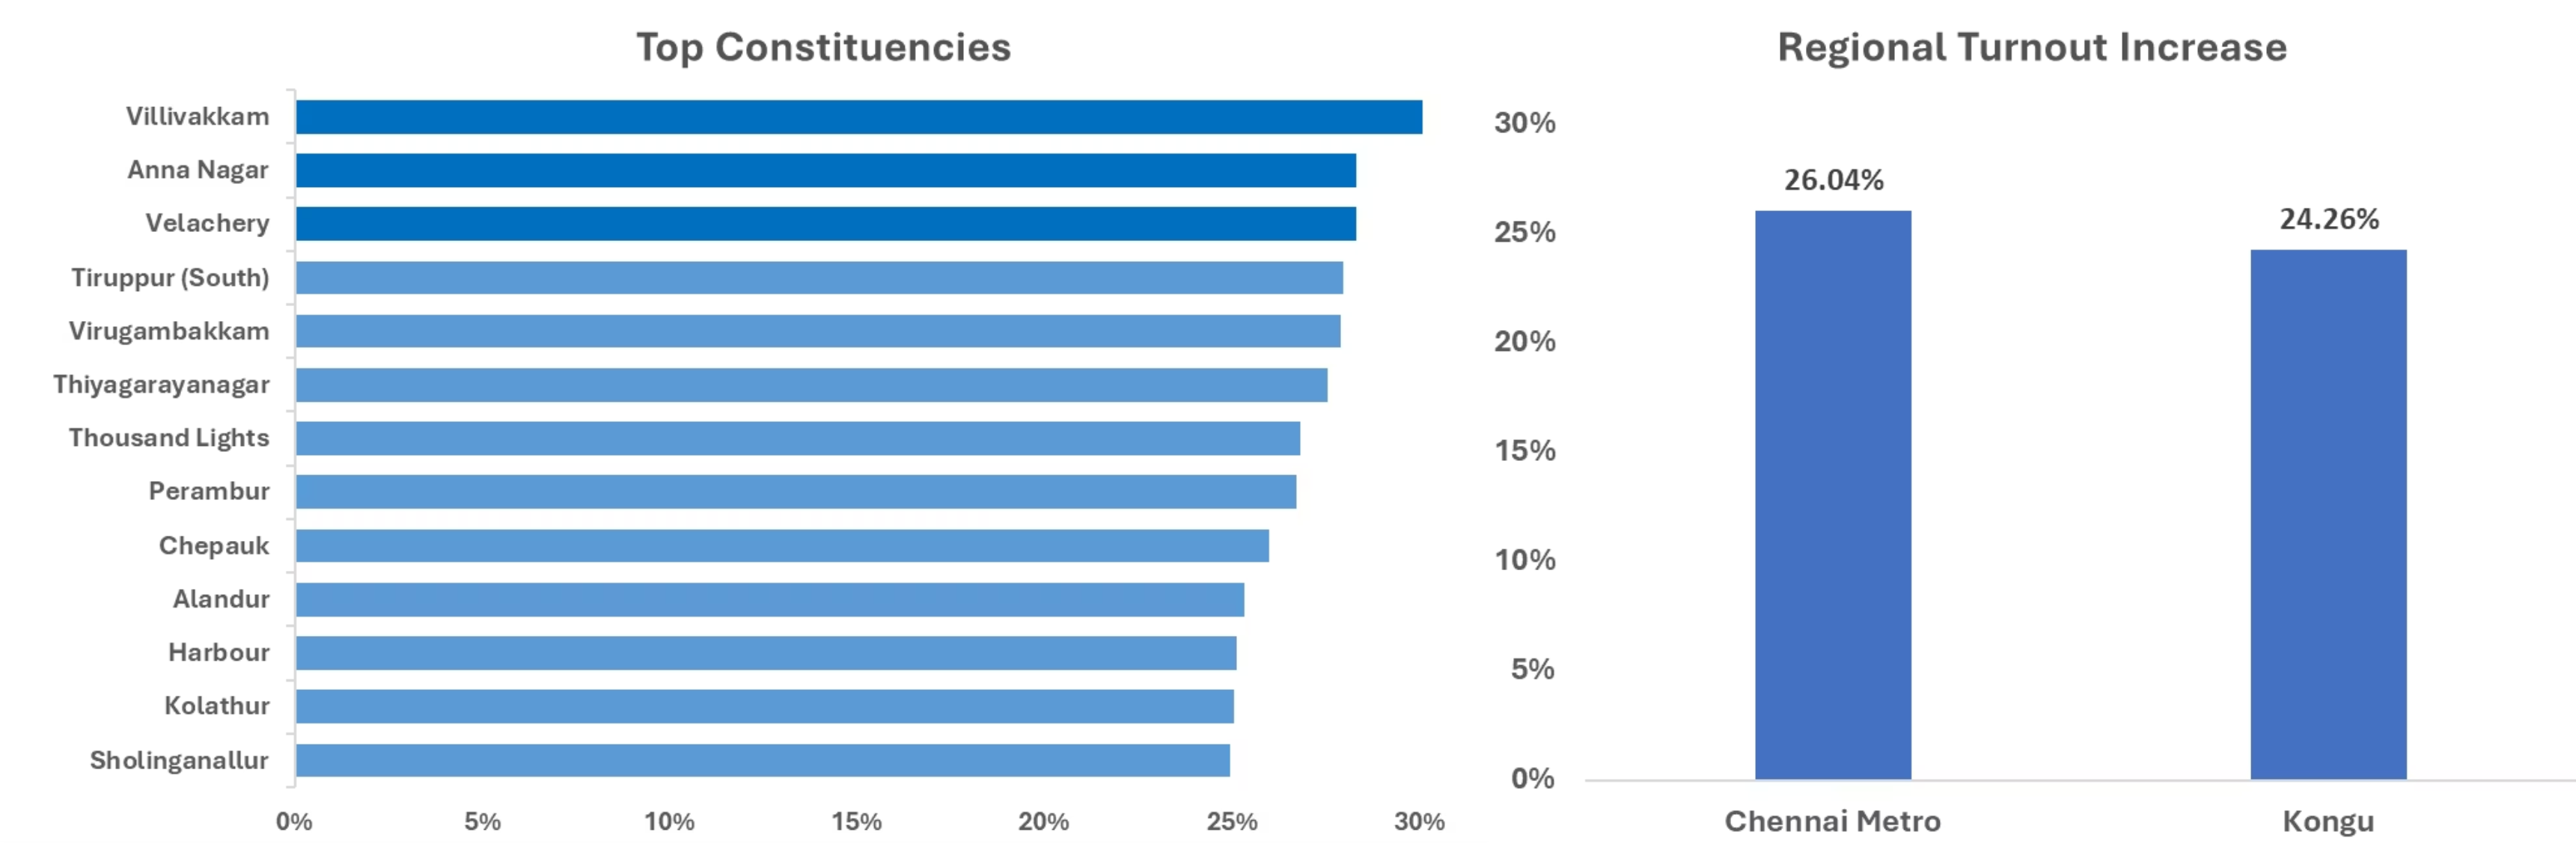 Top Constituencies
Villivakkam
Anna Nagar
Velachery
Tiruppur (South)
Virugambakkam
Thiyagarayanagar
Thousand Lights
Perambur
Chepauk
Alandur
Harbour
Kolathur
Sholinganallur
0% 5% 10% 15% 20% 25% 30%
Regional Turnout Increase
30%
25%
20%
15%
10%
5%
0%
26.04%
24.26%
Chennai Metro Kongu